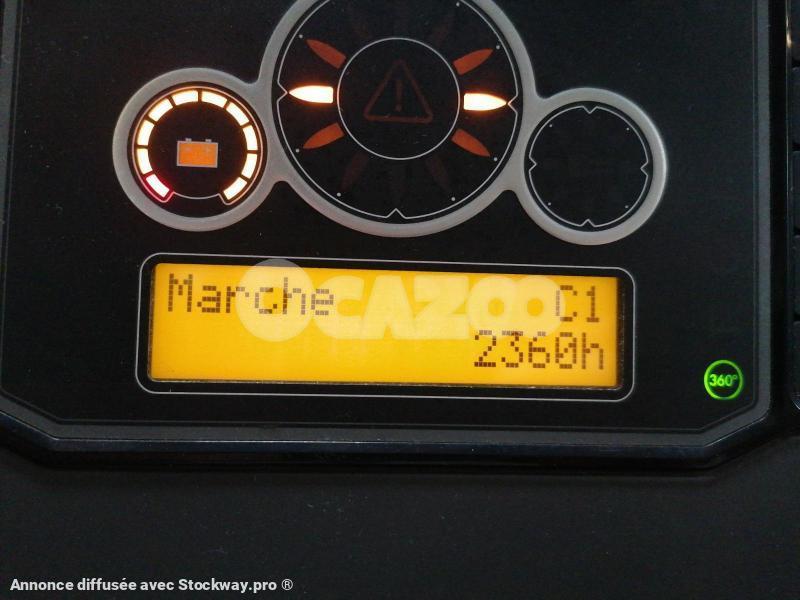 Marche C1
OCAZOO
2360h
360°
Annonce diffusée avec Stockway.pro ®